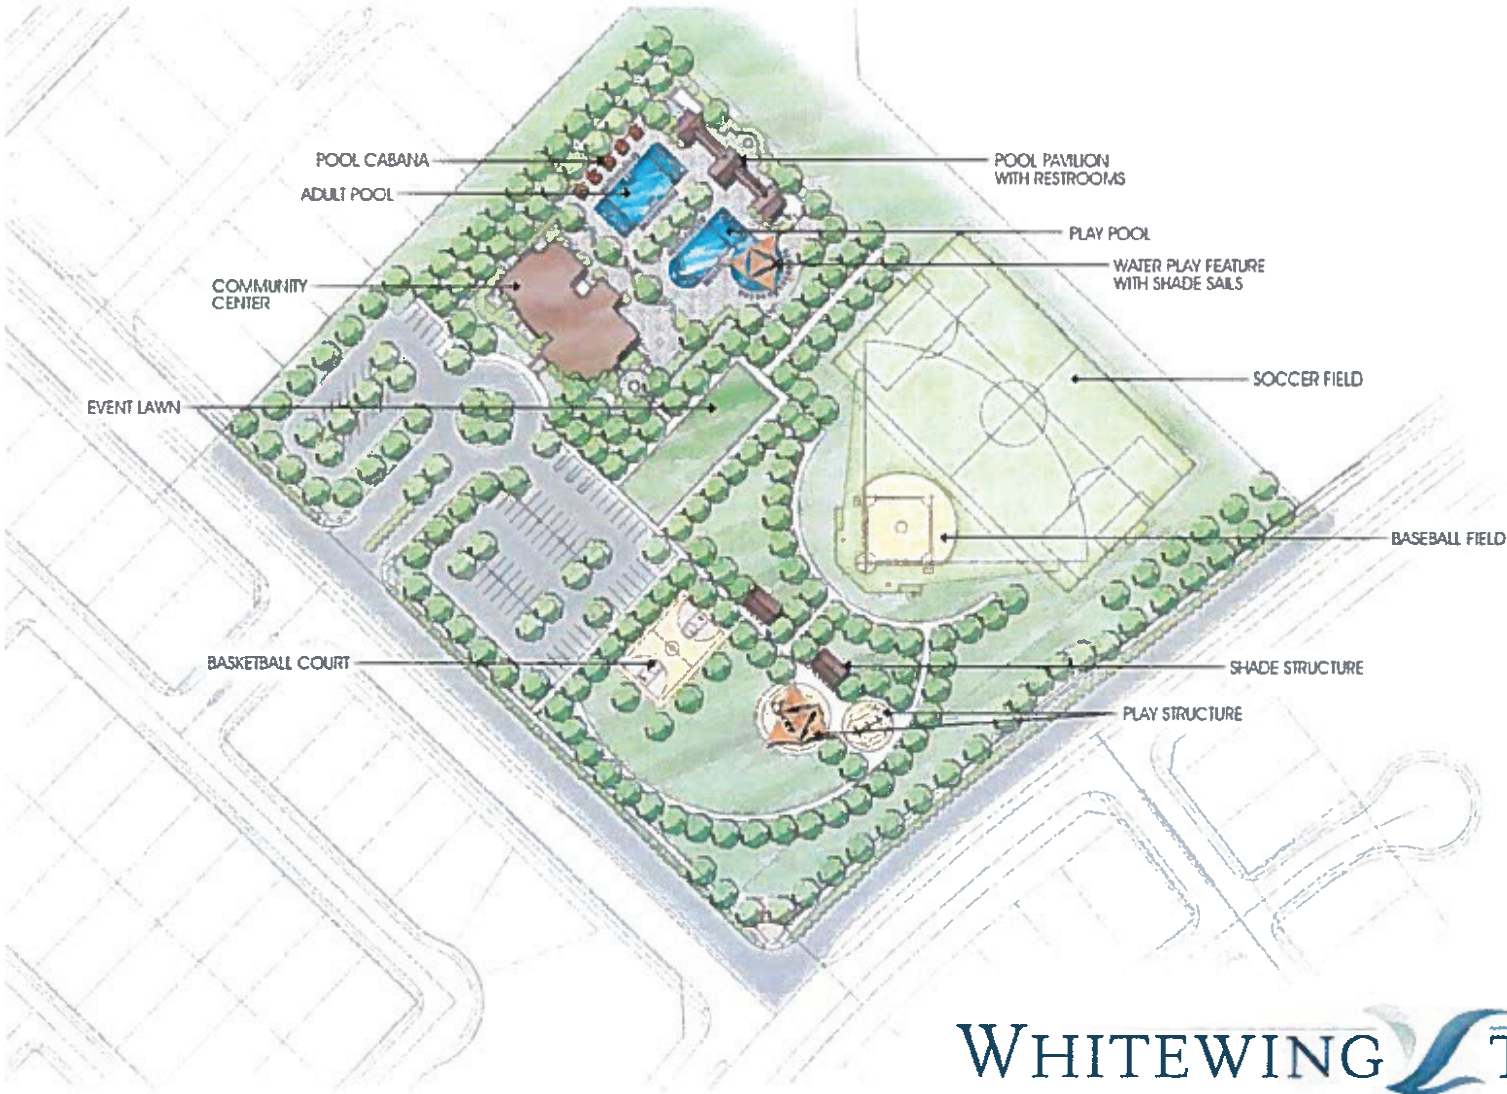 POOL CABANA
ADULT POOL
POOL PAVILION
WITH RESTROOMS
PLAY POOL
WATER PLAY FEATURE
WITH SHADE SAILS
COMMUNITY
CENTER
SOCCER FIELD
EVENT LAWN
BASEBALL FIELD
BASKETBALL COURT
SHADE STRUCTURE
PLAY STRUCTURE
WHITEWING T